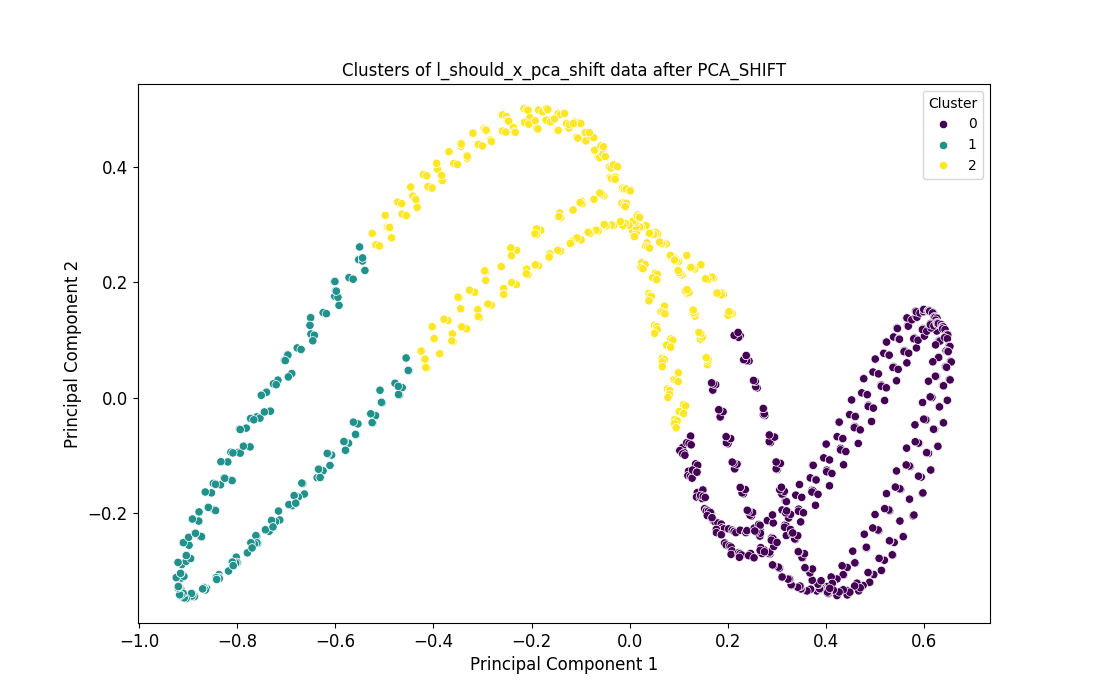 Clusters of l_should_x_pca_shift data after PCA_SHIFT
Cluster
0
1
2
0.4
0.2
0.0
−0.2
Principal Component 2
−1.0 −0.8 −0.6 −0.4 −0.2 0.0 0.2 0.4 0.6
Principal Component 1